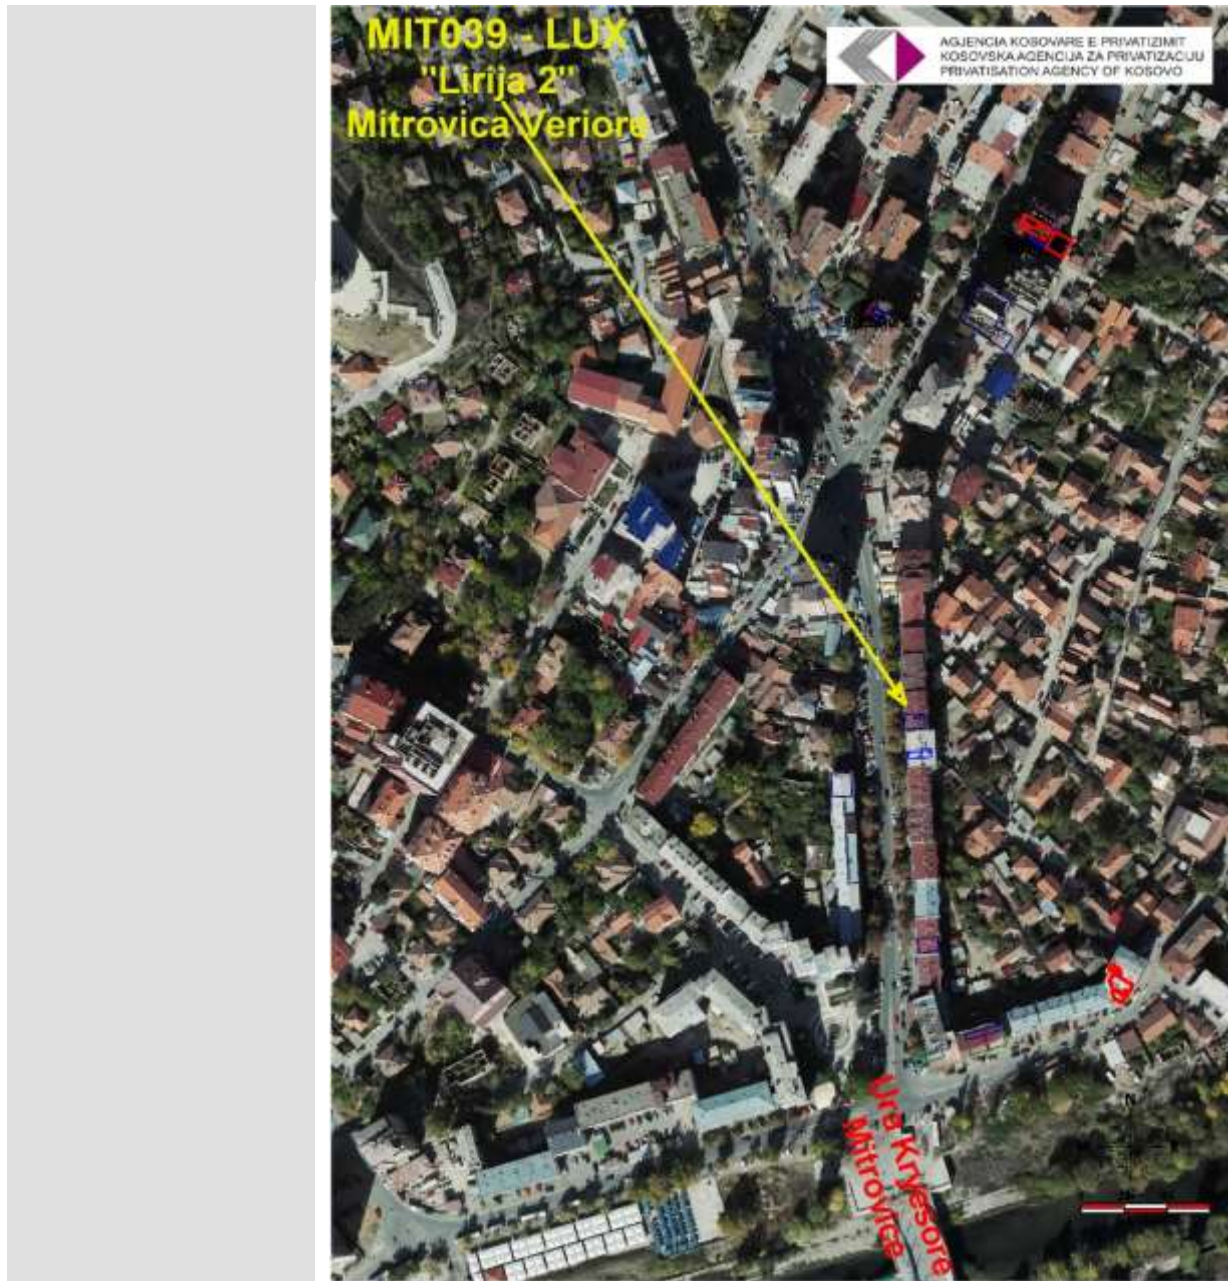 MIT039 - LUX
"Lirija 2"
Mitrovica Veriore
AGJENCIA KOSOVARE E PRIVATIZIMIT
KOSOVSKA AGENCIJA ZA PRIVATIZACIJU
PRIVATISATION AGENCY OF KOSOVO
Ura Kryesore
Mitrovice